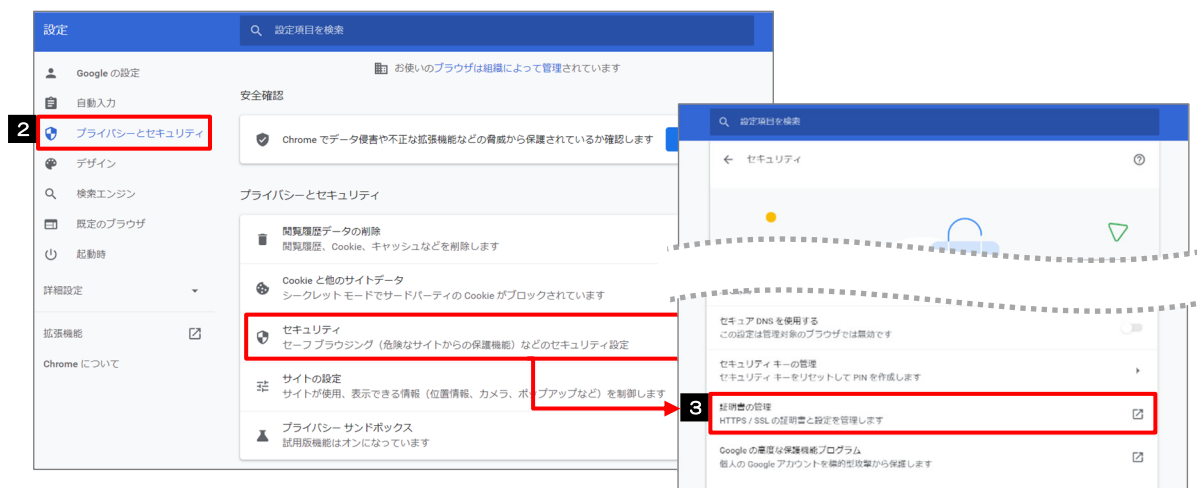 設定
設定項目を検索
Google の設定
自動入力
2
プライバシーとセキュリティ
デザイン
検索エンジン
既定のブラウザ
起動時
詳細設定
拡張機能
Chrome について
お使いのブラウザは組織によって管理されています
安全確認
Chrome でデータ侵害や不正な拡張機能などの脅威から保護されているか確認します
プライバシーとセキュリティ
閲覧履歴データの削除
閲覧履歴、Cookie、キャッシュなどを削除します
Cookie と他のサイトデータ
シークレット モードでサードパーティの Cookie がブロックされています
セキュリティ
セーフ ブラウジング（危険なサイトからの保護機能）などのセキュリティ設定
サイトの設定
サイトが使用、表示できる情報（位置情報、カメラ、ポップアップなど）を制御します
プライバシー サンドボックス
試用版機能はオンになっています
設定項目を検索
セキュリティ
セキュア DNS を使用する
この設定は管理対象のブラウザでは無効です
セキュリティ キーの管理
セキュリティ キーをリセットして PIN を作成します
3
証明書の管理
HTTPS / SSL の証明書と設定を管理します
Google の高度な保護機能プログラム
個人の Google アカウントを標的型攻撃から保護します